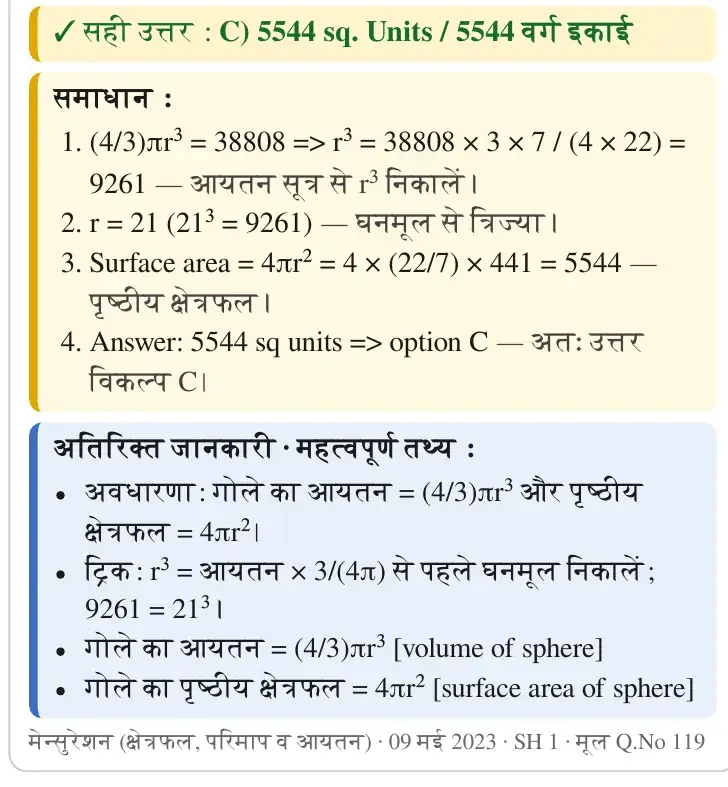 ✓ सही उत्तर : C) 5544 sq. Units / 5544 वर्ग इकाई
समाधान :
1. (4/3)πr³ = 38808 => r³ = 38808 × 3 × 7 / (4 × 22) =
9261 — आयतन सूत्र से r³ निकालें।
2. r = 21 (21³ = 9261) — घनमूल से त्रिज्या।
3. Surface area = 4πr² = 4 × (22/7) × 441 = 5544 —
पृष्ठीय क्षेत्रफल।
4. Answer: 5544 sq units => option C — अतः उत्तर
विकल्प C।
अतिरिक्त जानकारी · महत्वपूर्ण तथ्य :
• अवधारणा : गोले का आयतन = (4/3)πr³ और पृष्ठीय
क्षेत्रफल = 4πr²।
• ट्रिक : r³ = आयतन × 3/(4π) से पहले घनमूल निकालें ;
9261 = 21³।
• गोले का आयतन = (4/3)πr³ [volume of sphere]
• गोले का पृष्ठीय क्षेत्रफल = 4πr² [surface area of sphere]
मेन्सुरेशन (क्षेत्रफल, परिमाप व आयतन) · 09 मई 2023 · SH 1 · मूल Q.No 119